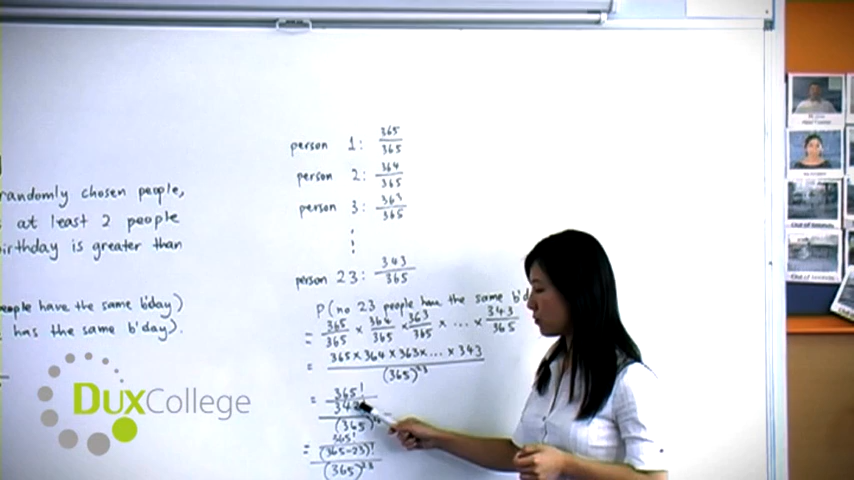 randomly chosen people,
at least 2 people
birthday is greater than
people have the same b'day)
has the same b'day).
person 1: 365/365
person 2: 364/365
person 3: 363/365
⋮
person 23: 343/365
P(no 23 people have the same b'd
= 365/365 × 364/365 × 363/365 × ... × 343/365
= 365×364×363×...×343
(365)²³
= 365!
342
(365)
= 365!
(365-23)!
(365)²³
DuxCollege